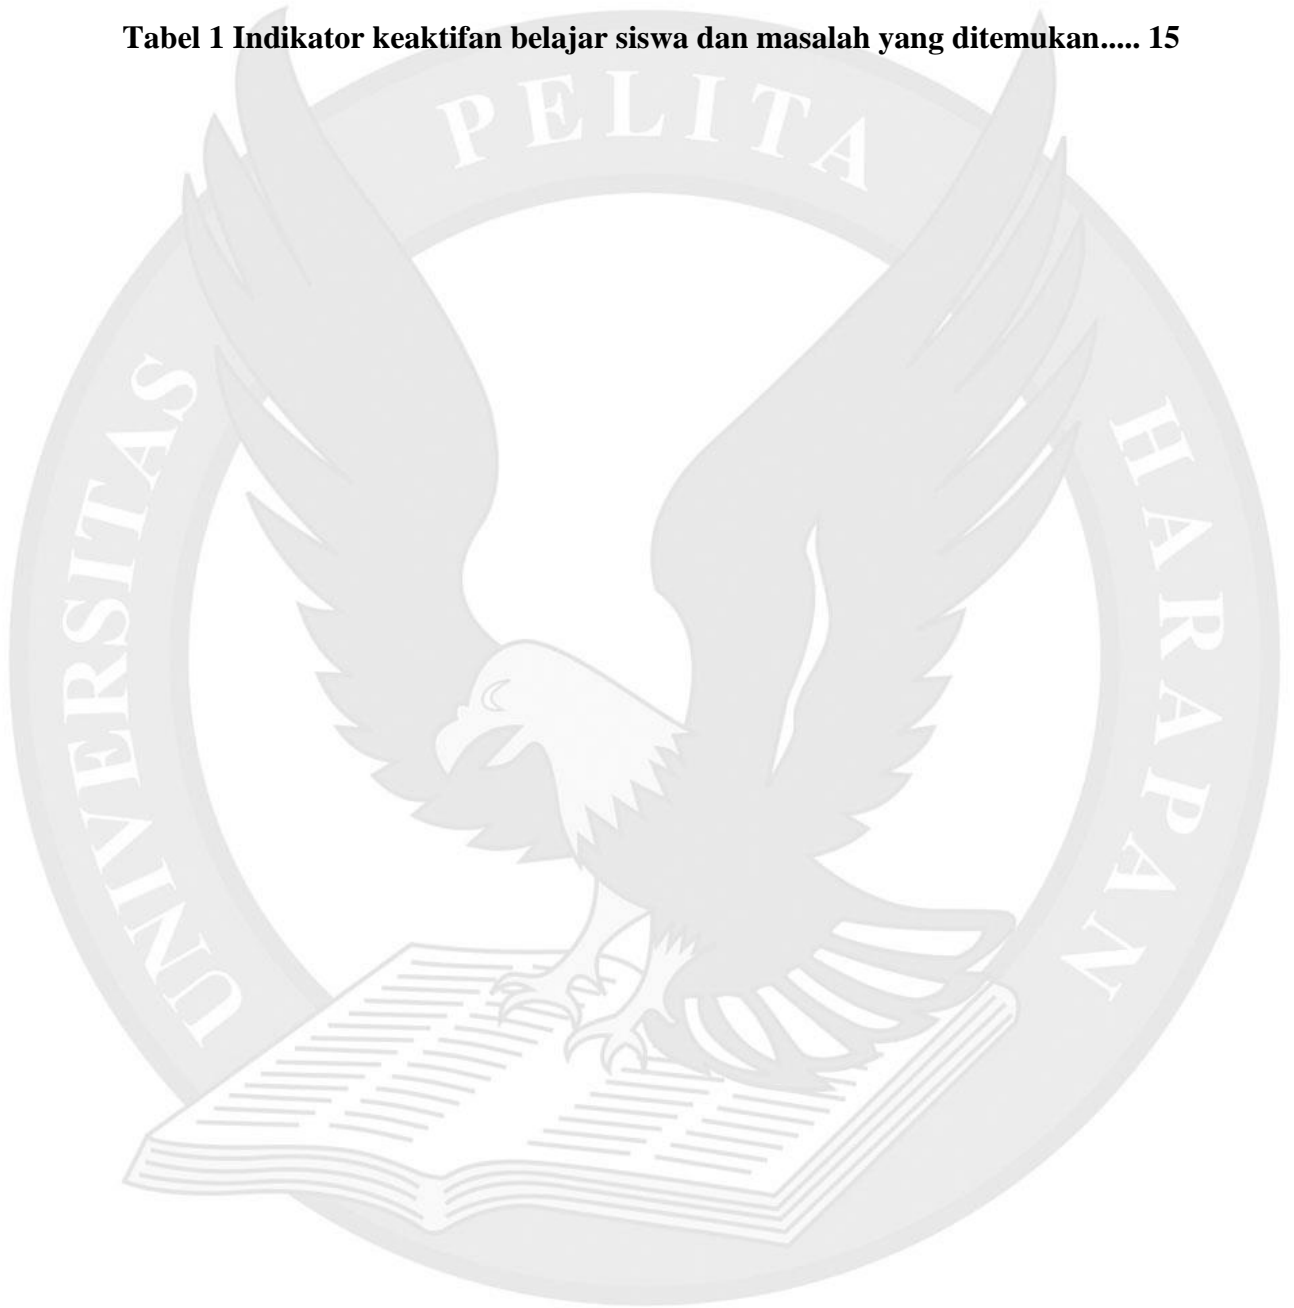 Tabel 1 Indikator keaktifan belajar siswa dan masalah yang ditemukan..... 15
PELITA
UNIVERSITAS
HARAPAN